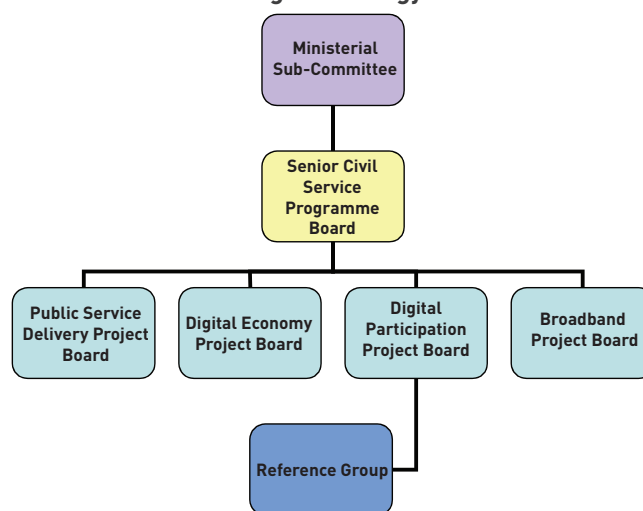 Ministerial
Sub-Committee
Senior Civil
Service
Programme
Board
Public Service
Delivery Project
Board
Digital Economy
Project Board
Digital
Participation
Project Board
Broadband
Project Board
Reference Group